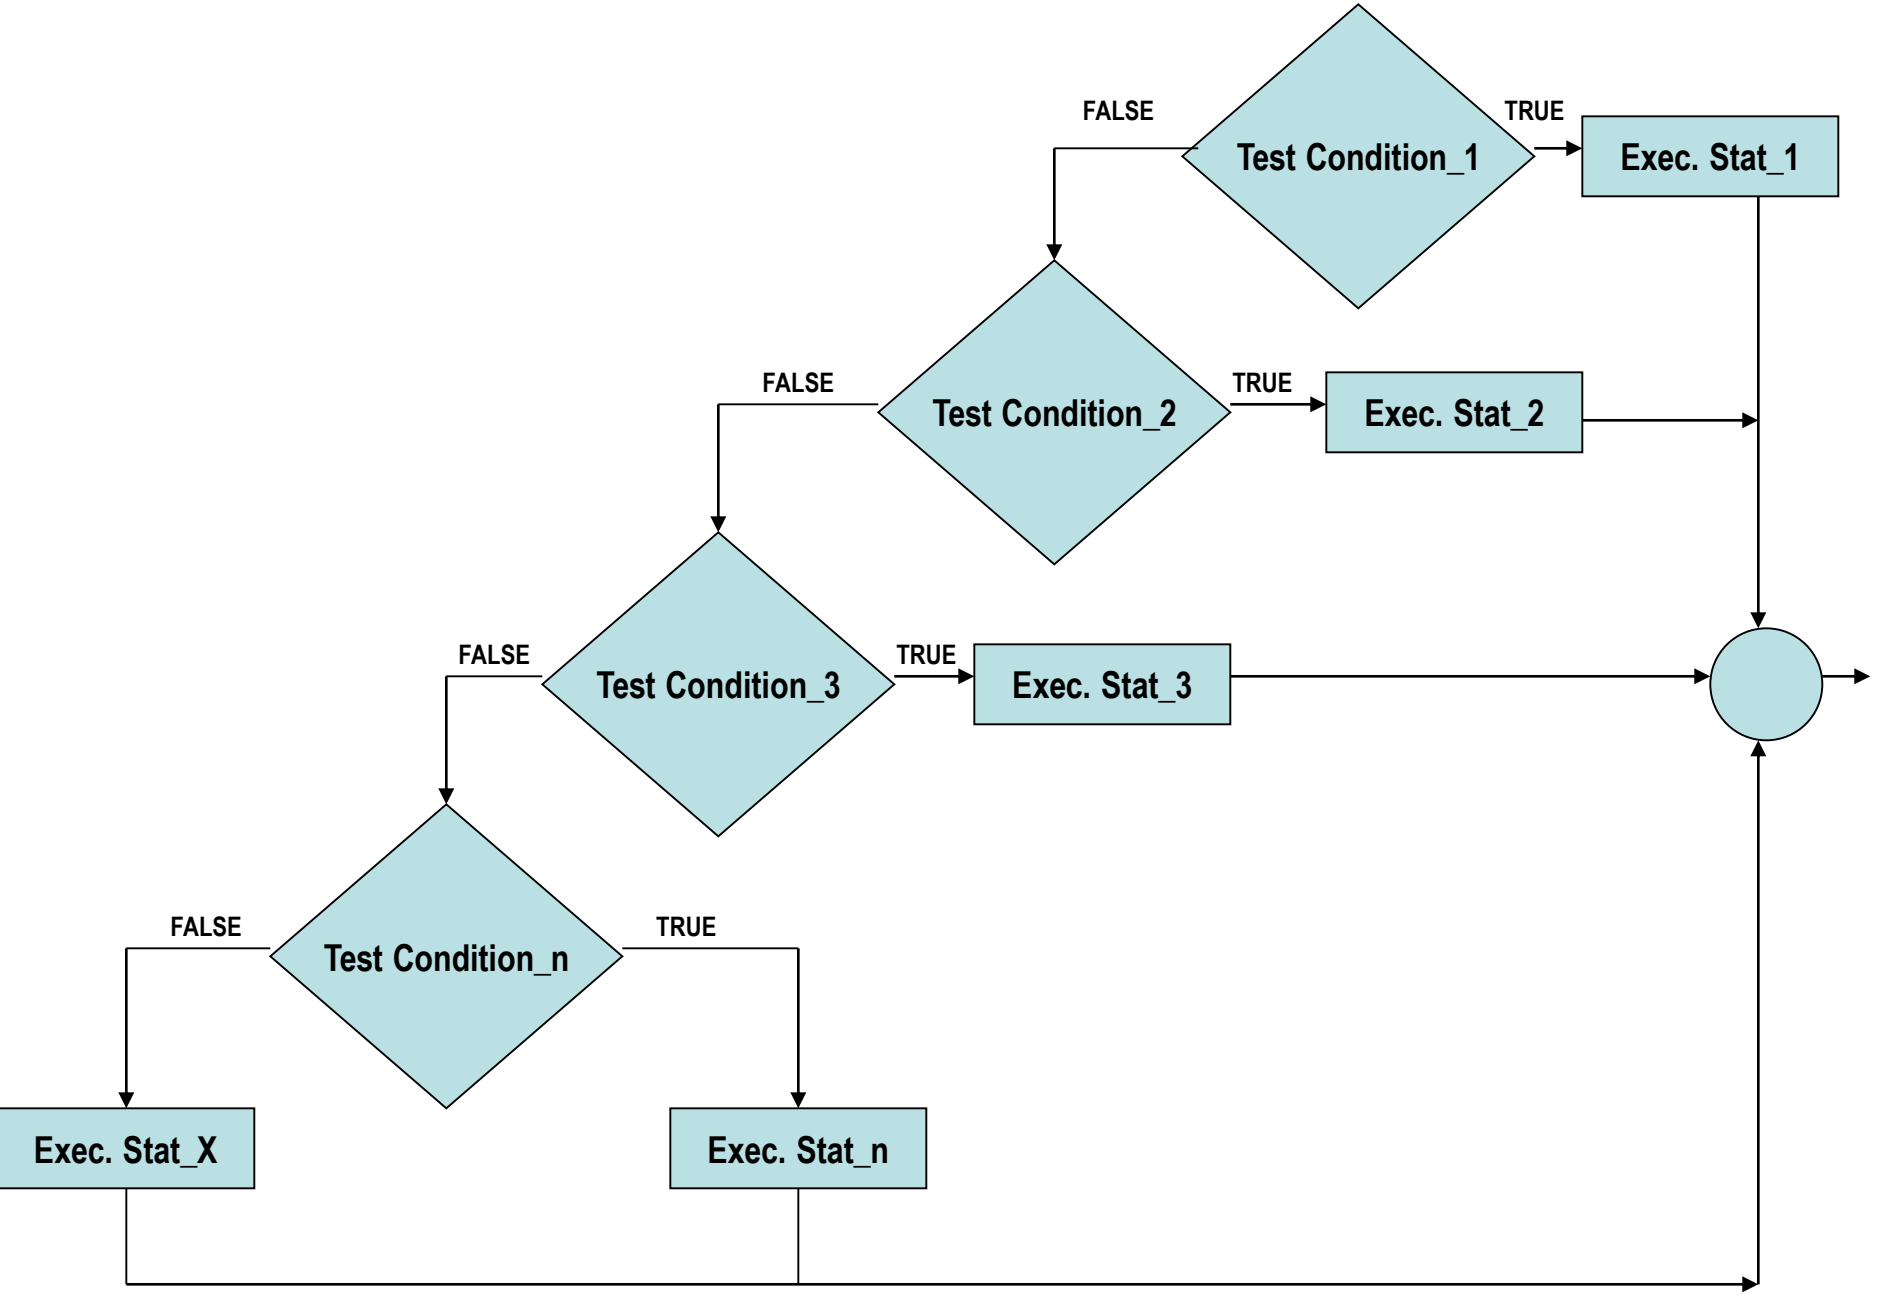 FALSE
TRUE
Test Condition_1
Exec. Stat_1
FALSE
TRUE
Test Condition_2
Exec. Stat_2
FALSE
TRUE
Test Condition_3
Exec. Stat_3
FALSE
TRUE
Test Condition_n
Exec. Stat_X
Exec. Stat_n